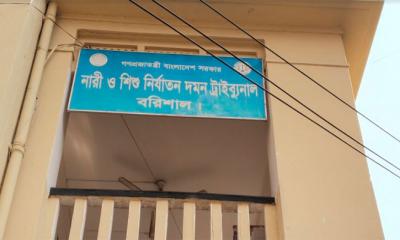 গণপ্রজাতন্ত্রী বাংলাদেশ সরকার
নারী ও শিশু নির্যাতন দমন ট্রাইব্যুনাল
বরিশাল।